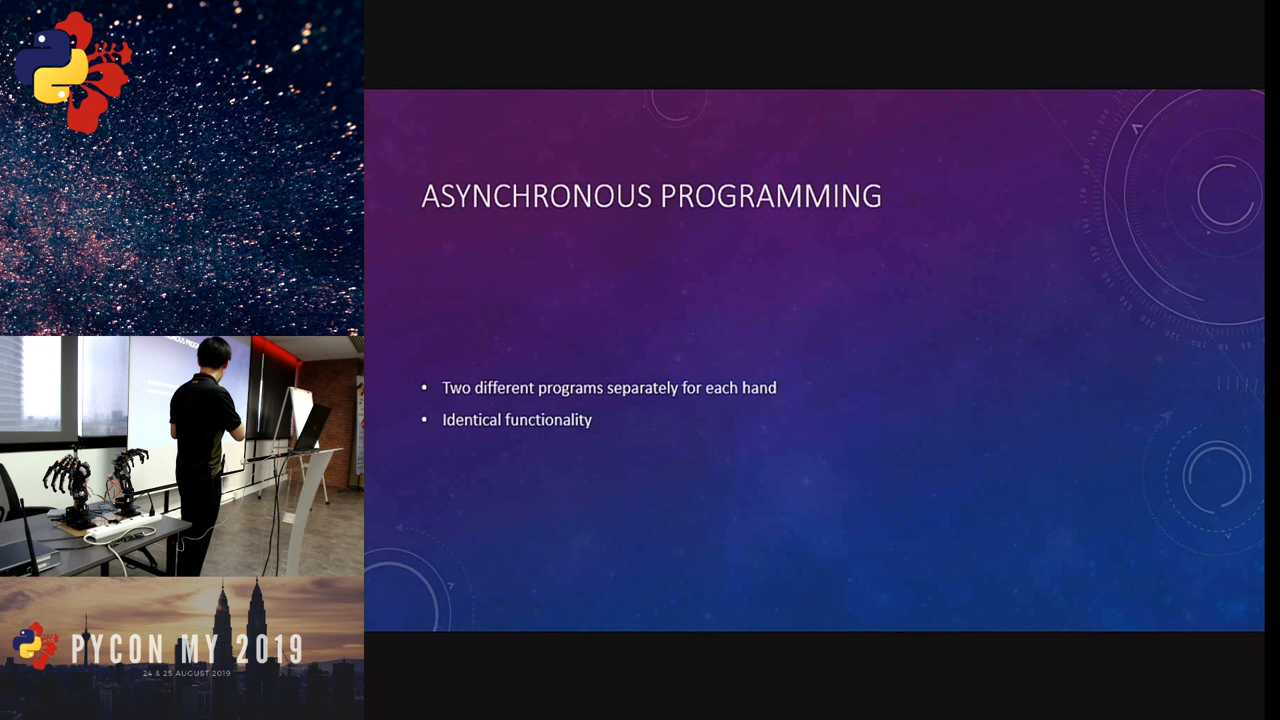 ASYNCHRONOUS PROGRAMMING
• Two different programs separately for each hand
• Identical functionality
PYCON MY 2019
24 & 25 AUGUST 2019